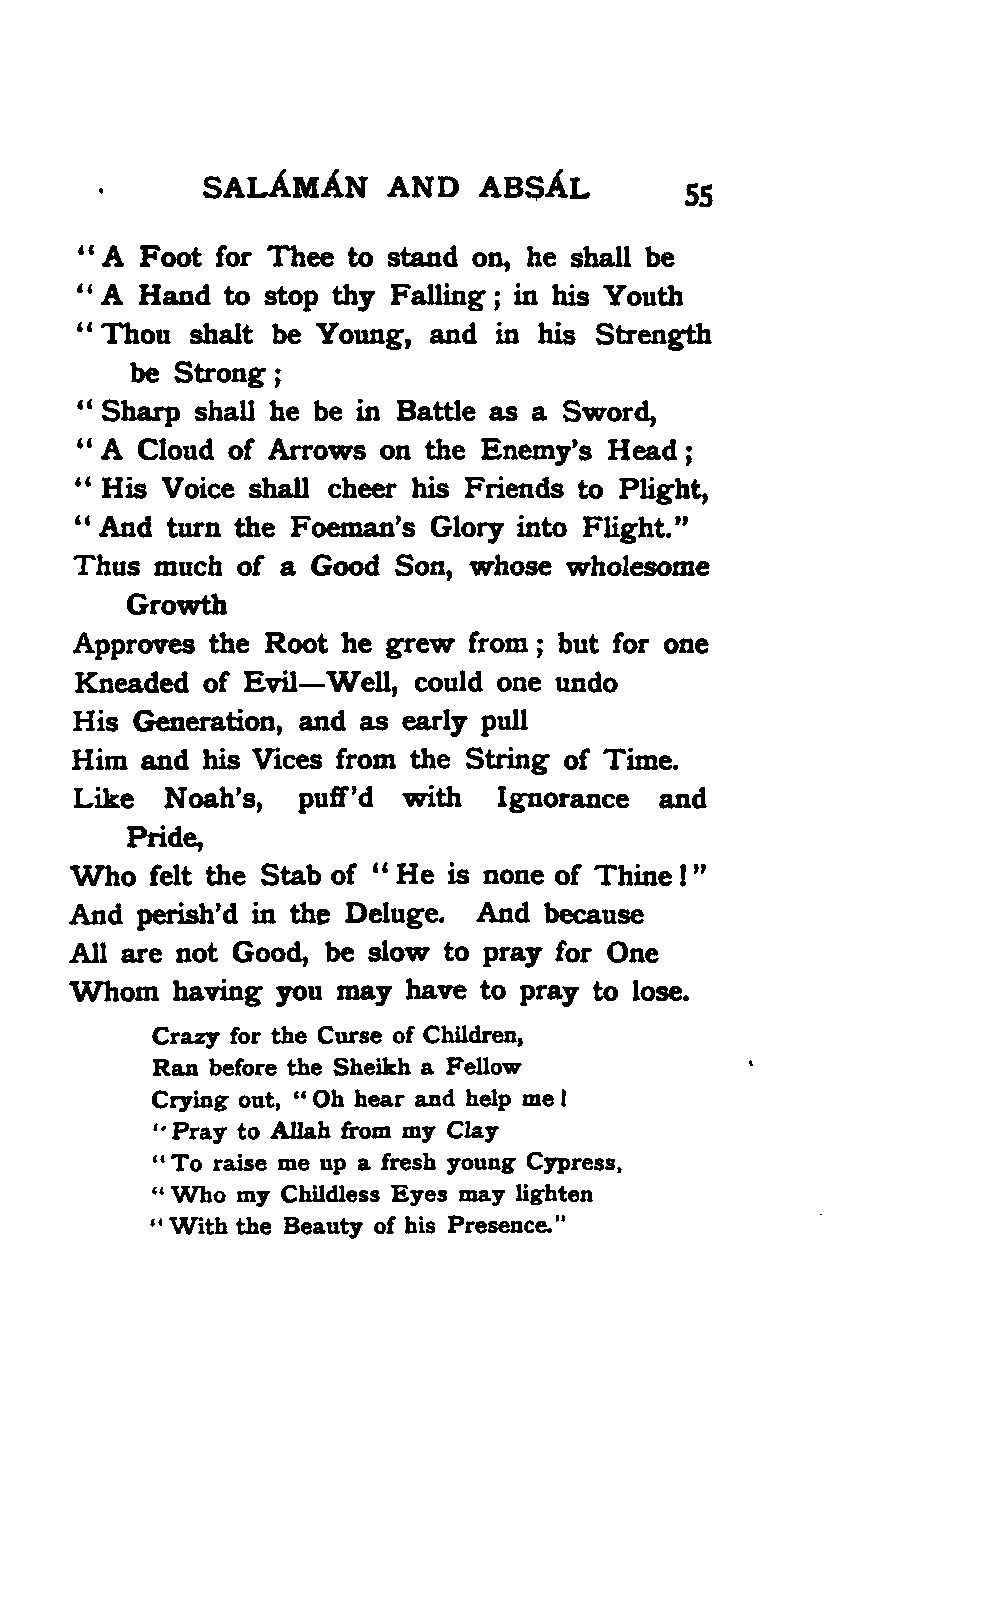 SALÁMÁN AND ABSÁL 55
“A Foot for Thee to stand on, he shall be
“A Hand to stop thy Falling; in his Youth
“Thou shalt be Young, and in his Strength
be Strong;
“Sharp shall he be in Battle as a Sword,
“A Cloud of Arrows on the Enemy's Head;
“His Voice shall cheer his Friends to Plight,
“And turn the Foeman's Glory into Flight.”
Thus much of a Good Son, whose wholesome
Growth
Approves the Root he grew from; but for one
Kneaded of Evil—Well, could one undo
His Generation, and as early pull
Him and his Vices from the String of Time.
Like Noah's, puff'd with Ignorance and
Pride,
Who felt the Stab of “He is none of Thine!”
And perish'd in the Deluge. And because
All are not Good, be slow to pray for One
Whom having you may have to pray to lose.
Crazy for the Curse of Children,
Ran before the Sheikh a Fellow
Crying out, “Oh hear and help me!
“Pray to Allah from my Clay
“To raise me up a fresh young Cypress,
“Who my Childless Eyes may lighten
“With the Beauty of his Presence.”